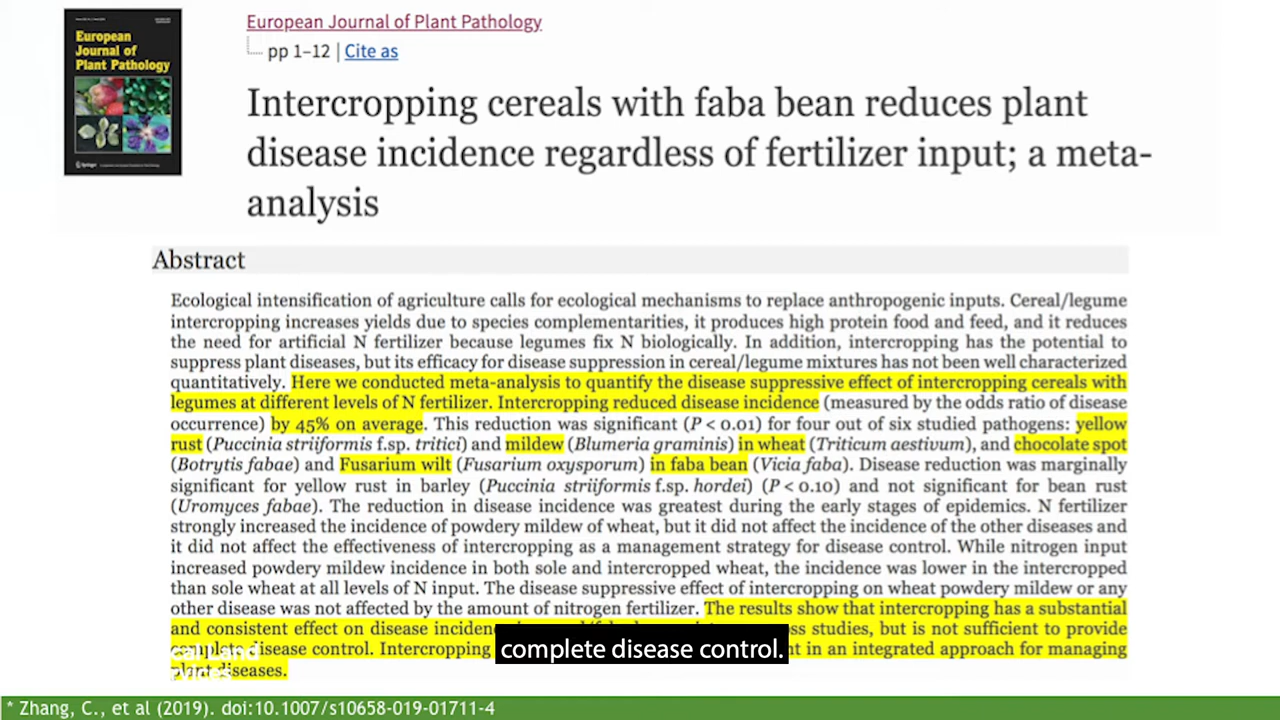 European
Journal of
Plant Pathology
Springer
European Journal of Plant Pathology
pp 1–12 | Cite as
Intercropping cereals with faba bean reduces plant
disease incidence regardless of fertilizer input; a meta-
analysis
Abstract
Ecological intensification of agriculture calls for ecological mechanisms to replace anthropogenic inputs. Cereal/legume
intercropping increases yields due to species complementarities, it produces high protein food and feed, and it reduces
the need for artificial N fertilizer because legumes fix N biologically. In addition, intercropping has the potential to
suppress plant diseases, but its efficacy for disease suppression in cereal/legume mixtures has not been well characterized
quantitatively. Here we conducted meta-analysis to quantify the disease suppressive effect of intercropping cereals with
legumes at different levels of N fertilizer. Intercropping reduced disease incidence (measured by the odds ratio of disease
occurrence) by 45% on average. This reduction was significant (P < 0.01) for four out of six studied pathogens: yellow
rust (Puccinia striiformis f.sp. tritici) and mildew (Blumeria graminis) in wheat (Triticum aestivum), and chocolate spot
(Botrytis fabae) and Fusarium wilt (Fusarium oxysporum) in faba bean (Vicia faba). Disease reduction was marginally
significant for yellow rust in barley (Puccinia striiformis f.sp. hordei) (P < 0.10) and not significant for bean rust
(Uromyces fabae). The reduction in disease incidence was greatest during the early stages of epidemics. N fertilizer
strongly increased the incidence of powdery mildew of wheat, but it did not affect the incidence of the other diseases and
it did not affect the effectiveness of intercropping as a management strategy for disease control. While nitrogen input
increased powdery mildew incidence in both sole and intercropped wheat, the incidence was lower in the intercropped
than sole wheat at all levels of N input. The disease suppressive effect of intercropping on wheat powdery mildew or any
other disease was not affected by the amount of nitrogen fertilizer. The results show that intercropping has a substantial
and consistent effect on disease inciden studies, but is not sufficient to provide
complete disease control. Intercropping in an integrated approach for managing
plant diseases.
complete disease control.
* Zhang, C., et al (2019). doi:10.1007/s10658-019-01711-4